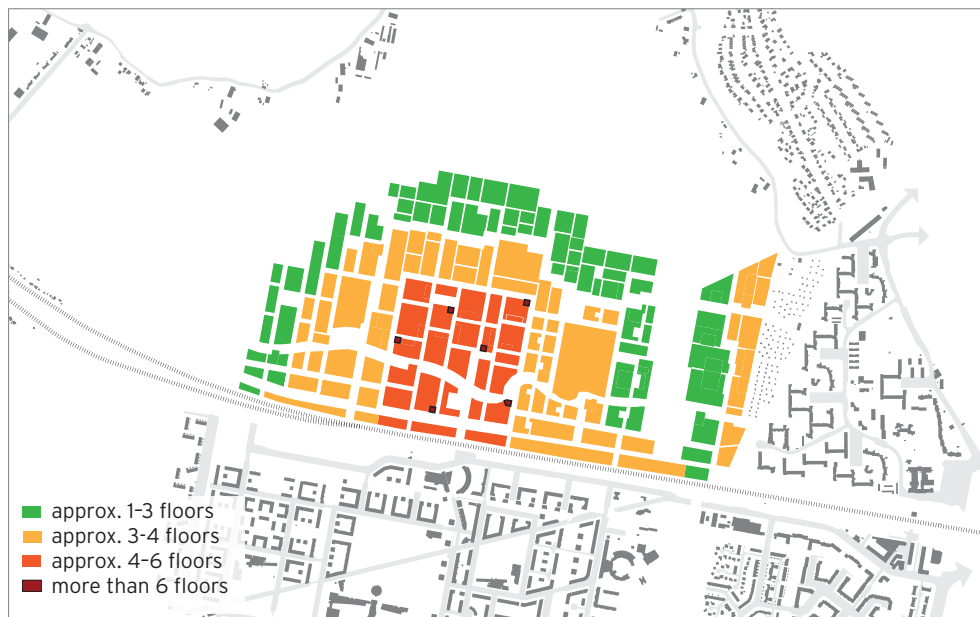 approx. 1–3 floors
approx. 3–4 floors
approx. 4–6 floors
more than 6 floors